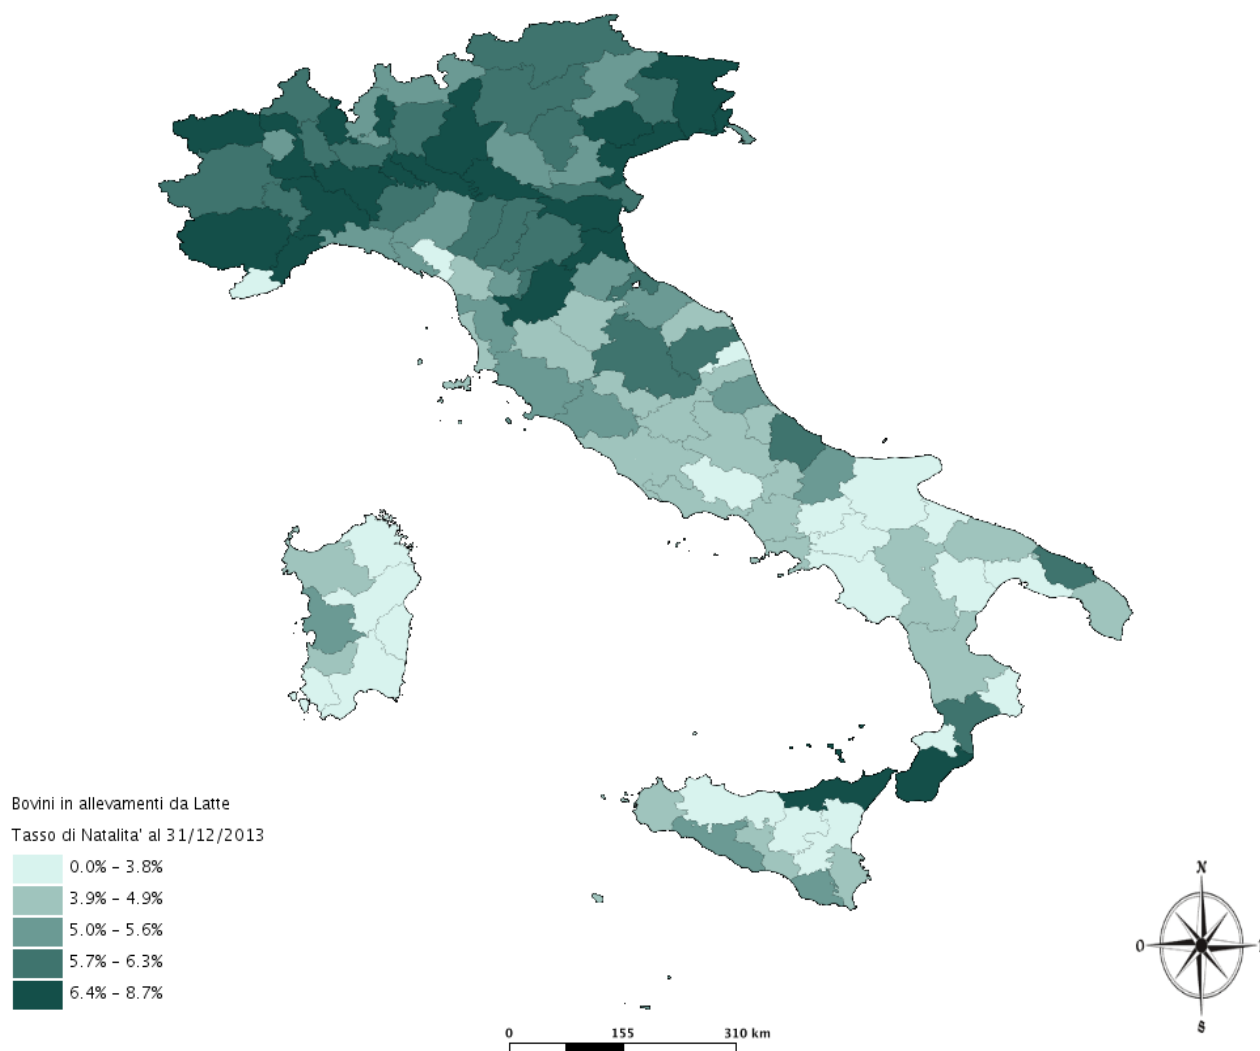 Bovini in allevamenti da Latte
Tasso di Natalita' al 31/12/2013
0.0% – 3.8%
3.9% – 4.9%
5.0% – 5.6%
5.7% – 6.3%
6.4% – 8.7%
N
O
S
0 155 310 km